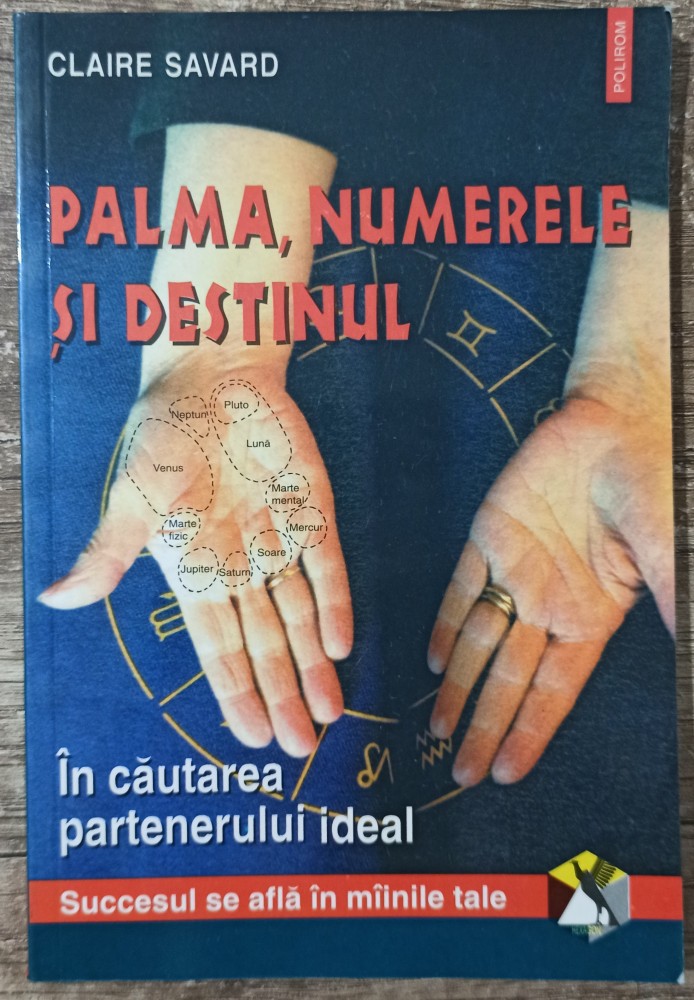 CLAIRE SAVARD
POLIROM
PALMA, NUMERELE
ȘI DESTINUL
Neptun
Pluto
Lună
Venus
Marte
mental
Marte
fizic
Mercur
Soare
Jupiter
Saturn
În căutarea
partenerului ideal
Succesul se află în mîinile tale
HEXAGON